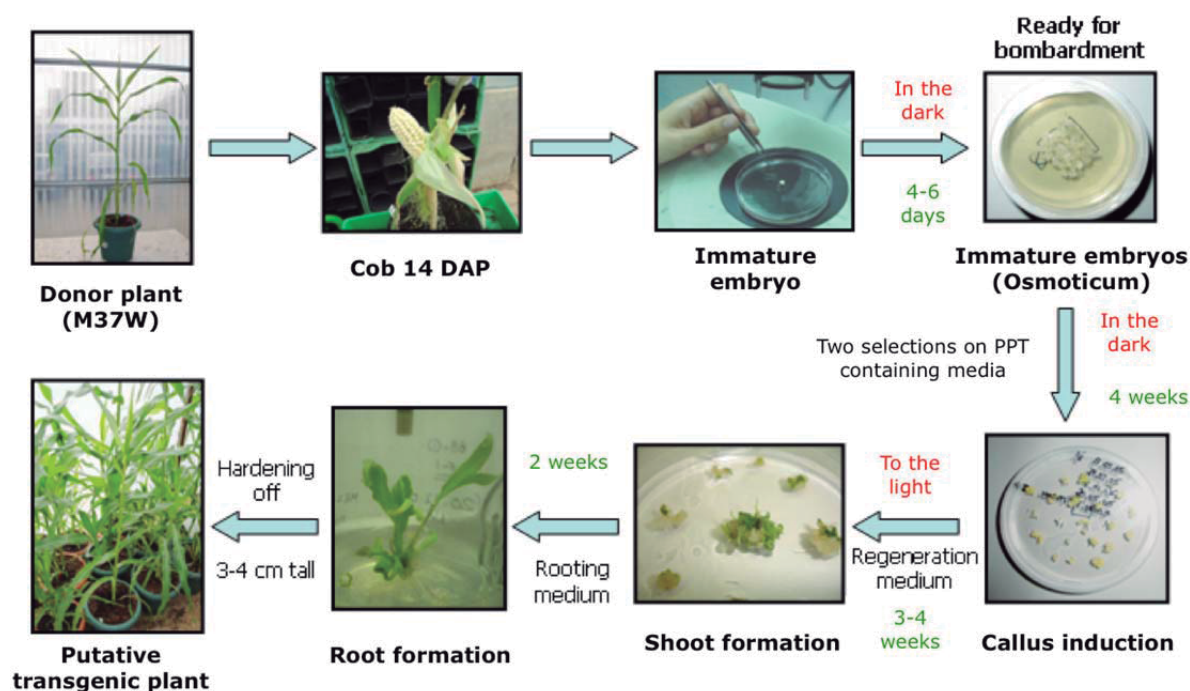 Ready for
bombardment
In the
dark
4-6
days
Donor plant
(M37W)
Cob 14 DAP
Immature
embryo
Immature embryos
(Osmoticum)
Two selections on PPT
containing media
In the
dark
4 weeks
Hardening
off
3-4 cm tall
2 weeks
Rooting
medium
To the
light
Regeneration
medium
3-4
weeks
Putative
transgenic plant
Root formation
Shoot formation
Callus induction